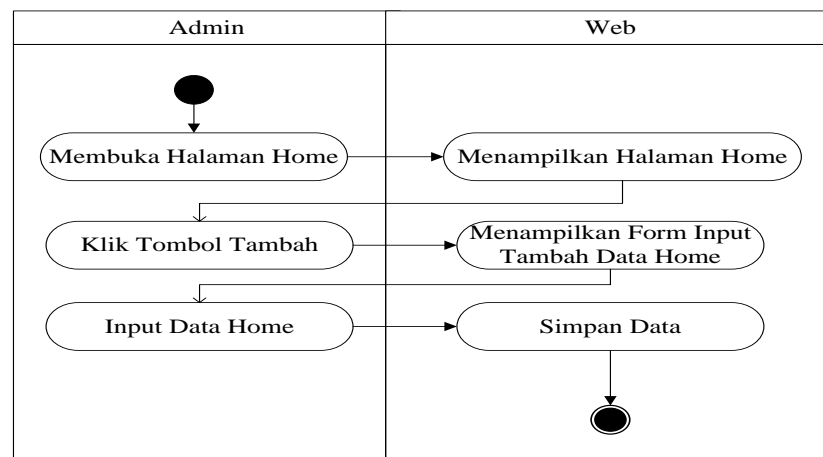 Admin
Web
Membuka Halaman Home
Menampilkan Halaman Home
Klik Tombol Tambah
Menampilkan Form Input
Tambah Data Home
Input Data Home
Simpan Data